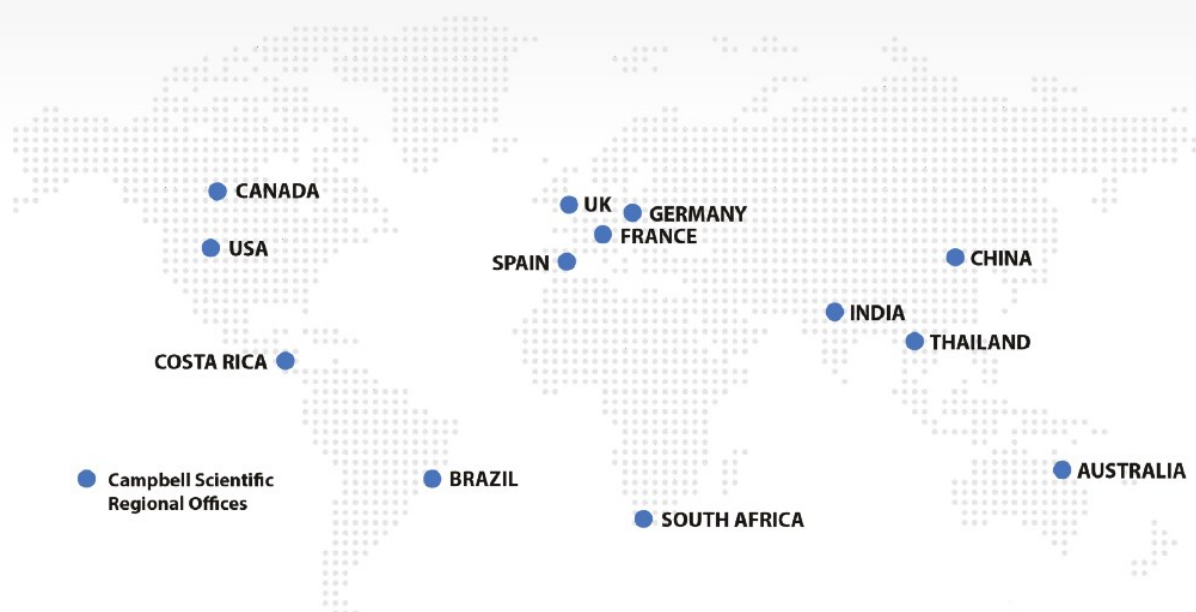 CANADA
UK
GERMANY
FRANCE
USA
SPAIN
CHINA
INDIA
THAILAND
COSTA RICA
Campbell Scientific
Regional Offices
BRAZIL
AUSTRALIA
SOUTH AFRICA